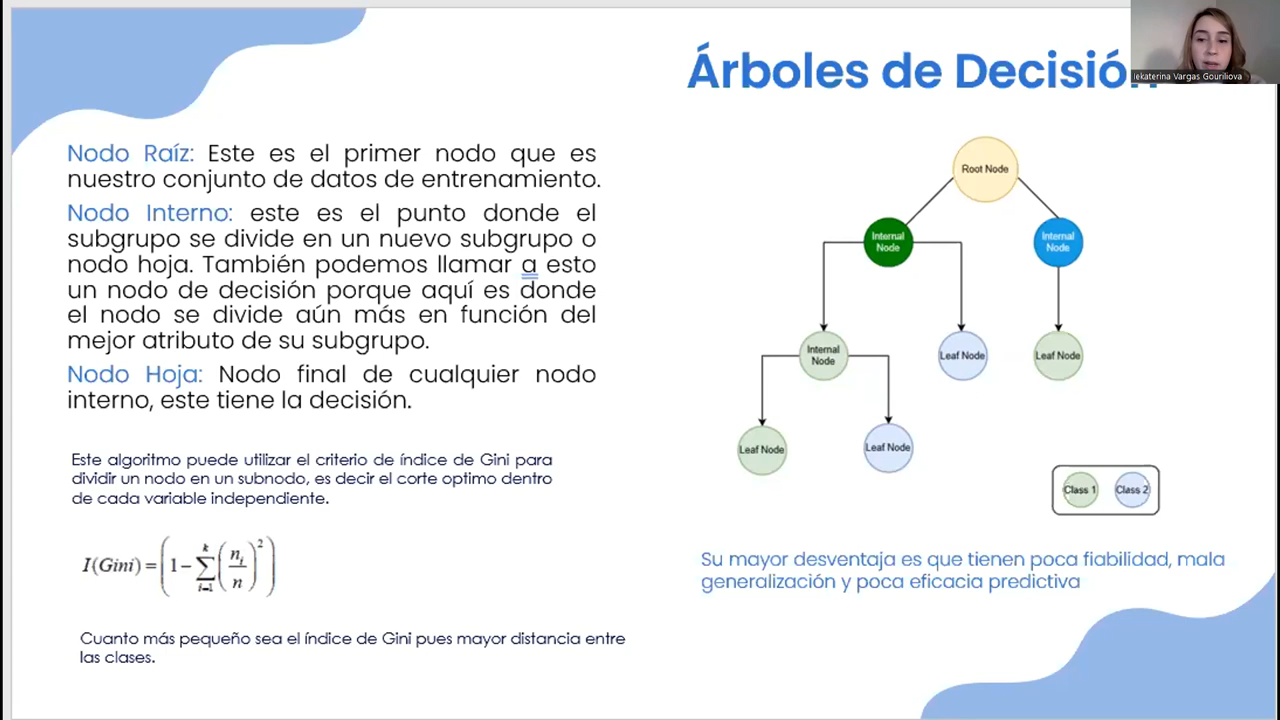 Árboles de Decisión
Iekaterina Vargas Gouriliova
Nodo Raíz: Este es el primer nodo que es
nuestro conjunto de datos de entrenamiento.
Nodo Interno: este es el punto donde el
subgrupo se divide en un nuevo subgrupo o
nodo hoja. También podemos llamar a esto
un nodo de decisión porque aquí es donde
el nodo se divide aún más en función del
mejor atributo de su subgrupo.
Nodo Hoja: Nodo final de cualquier nodo
interno, este tiene la decisión.
Este algoritmo puede utilizar el criterio de índice de Gini para
dividir un nodo en un subnodo, es decir el corte optimo dentro
de cada variable independiente.
I(Gini) = (1 − ∑_{i=1}^{k} (n_i/n)^2)
Cuanto más pequeño sea el índice de Gini pues mayor distancia entre
las clases.
Root Node
Internal
Node
Internal
Node
Internal
Node
Leaf Node
Leaf Node
Leaf Node
Leaf Node
Class 1
Class 2
Su mayor desventaja es que tienen poca fiabilidad, mala
generalización y poca eficacia predictiva